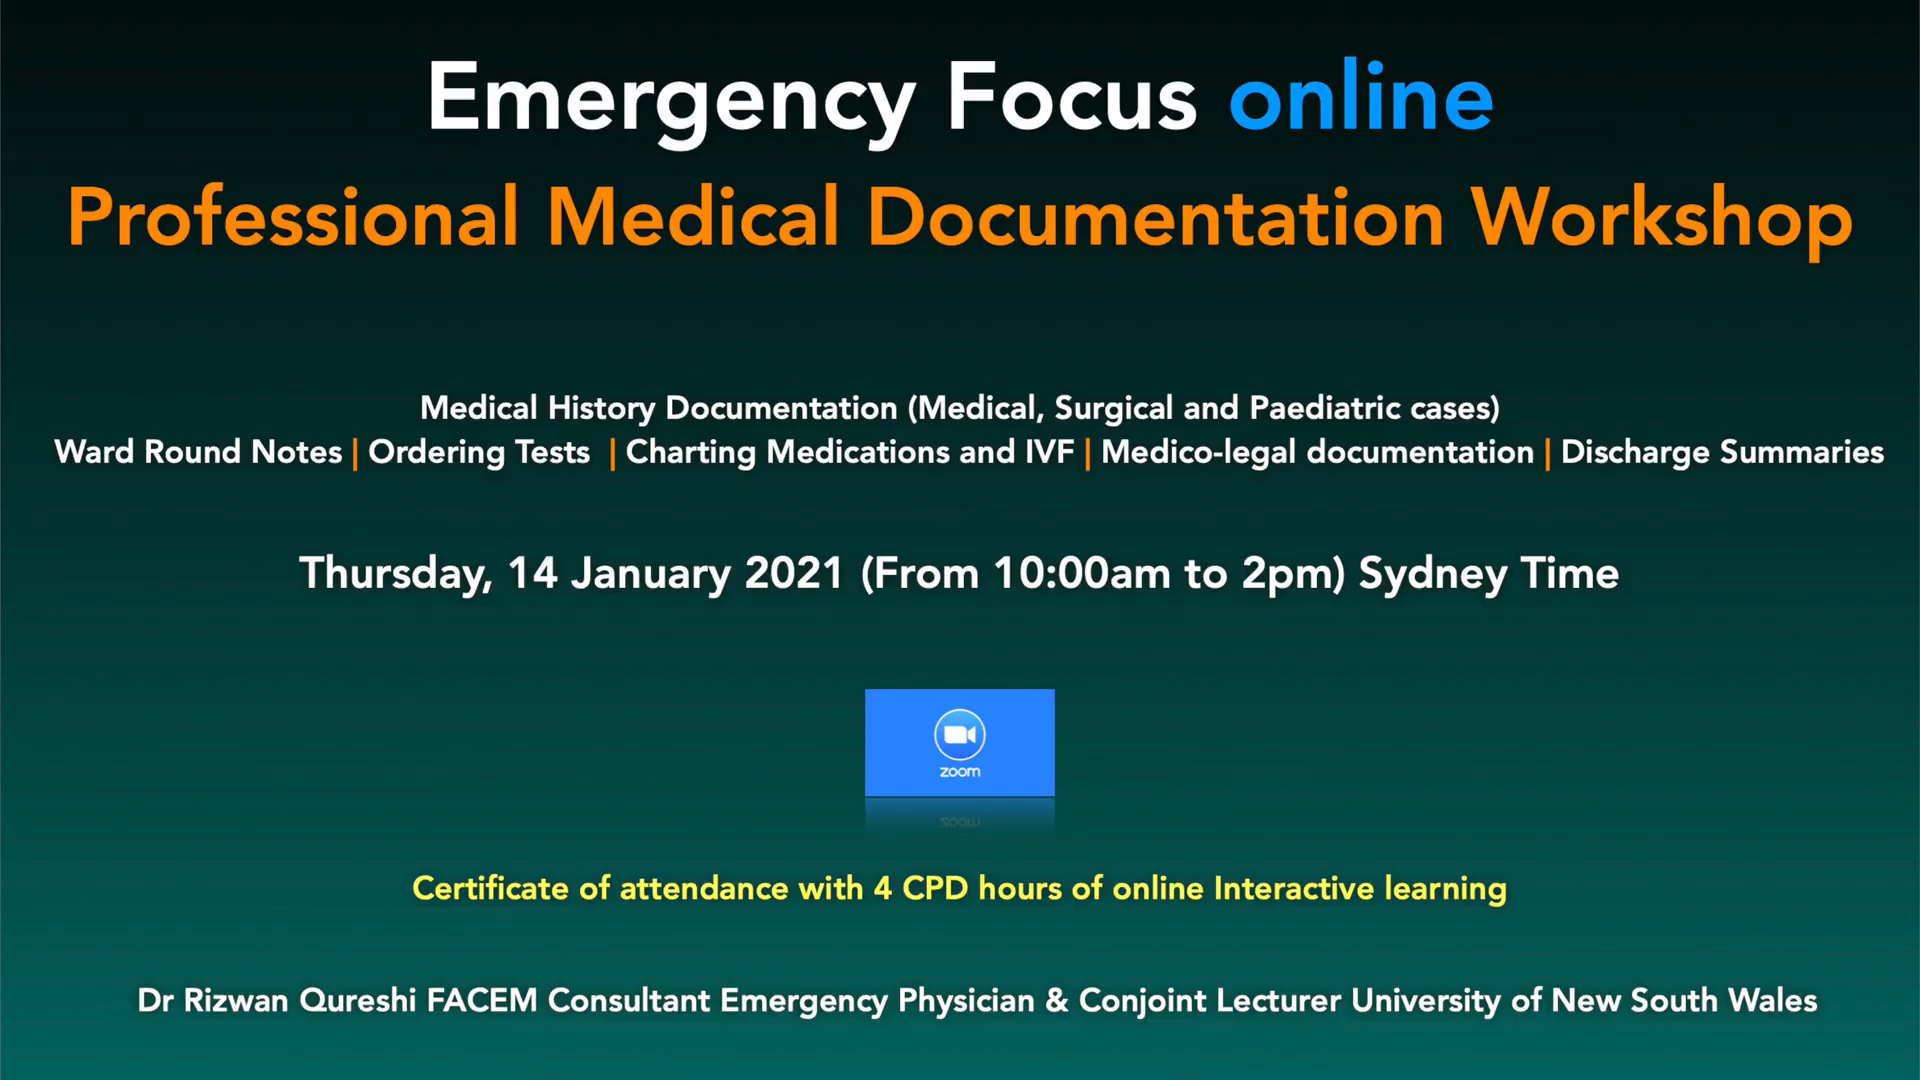 Emergency Focus online
Professional Medical Documentation Workshop
Medical History Documentation (Medical, Surgical and Paediatric cases)
Ward Round Notes | Ordering Tests | Charting Medications and IVF | Medico-legal documentation | Discharge Summaries
Thursday, 14 January 2021 (From 10:00am to 2pm) Sydney Time
zoom
Certificate of attendance with 4 CPD hours of online Interactive learning
Dr Rizwan Qureshi FACEM Consultant Emergency Physician & Conjoint Lecturer University of New South Wales